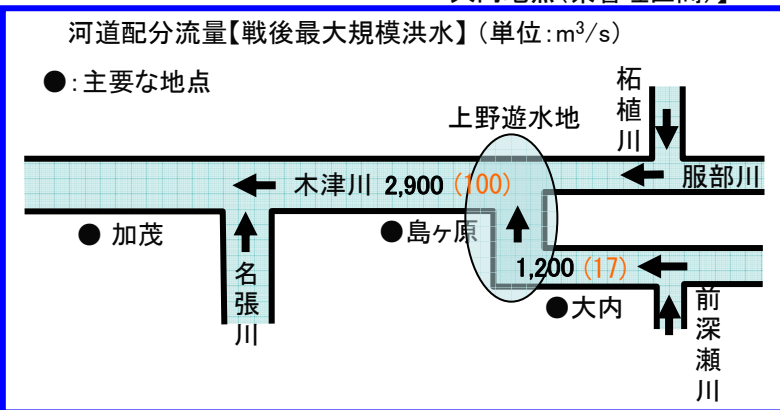 河道配分流量【戦後最大規模洪水】(単位:m³/s)
●:主要な地点
柘植川
上野遊水地
木津川 2,900 (100)
服部川
● 加茂
●島ヶ原
名張川
1,200 (17)
●大内
前深瀬川